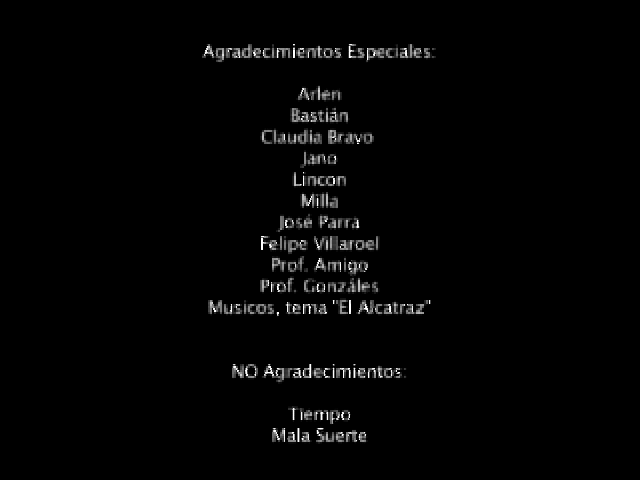 Agradecimientos Especiales:
Arlen
Bastián
Claudia Bravo
Jano
Lincon
Milla
José Parra
Felipe Villaroel
Prof. Amigo
Prof. Gonzáles
Musicos, tema "El Alcatraz"
NO Agradecimientos:
Tiempo
Mala Suerte